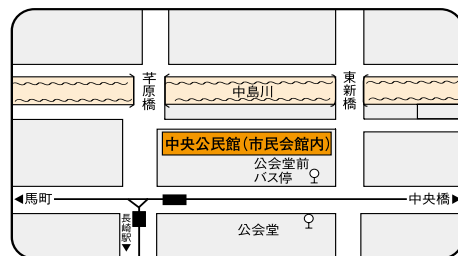 芊原橋
中島川
東新橋
中央公民館(市民会館内)
公会堂前
バス停
◀馬町
中央橋▶
長崎駅▼
公会堂